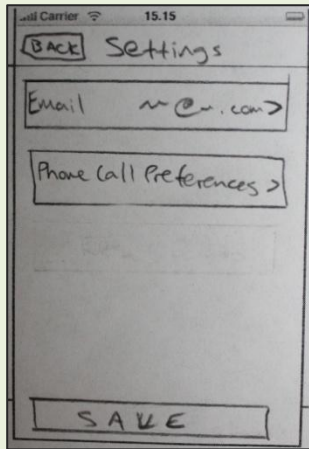 Carrier 15.15
BACK Settings
Email ~@~.com >
Phone Call Preferences >
SAVE